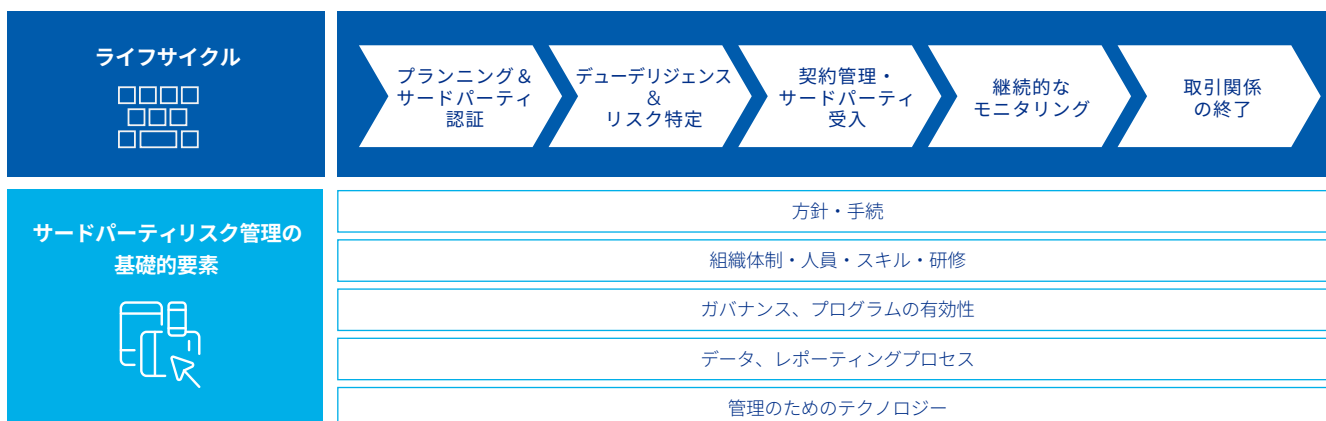 ライフサイクル
プランニング＆
サードパーティ
認証
デューデリジェンス
＆
リスク特定
契約管理・
サードパーティ
受入
継続的な
モニタリング
取引関係
の終了
サードパーティリスク管理の
基礎的要素
方針・手続
組織体制・人員・スキル・研修
ガバナンス、プログラムの有効性
データ、レポーティングプロセス
管理のためのテクノロジー